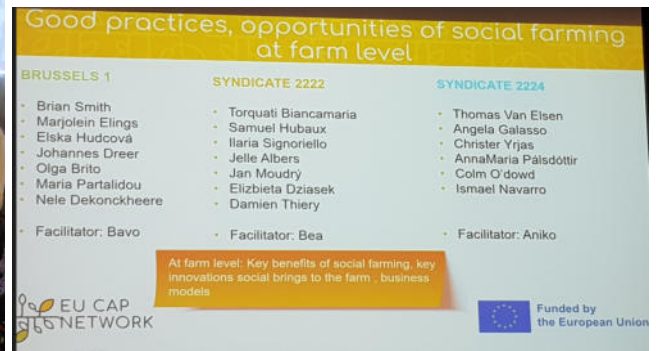 Good practices, opportunities of social farming
at farm level
BRUSSELS 1
• Brian Smith
• Marjolein Elings
• Elska Hudcová
• Johannes Dreer
• Olga Brito
• Maria Partalidou
• Nele Dekonckheere
• Facilitator: Bavo
SYNDICATE 2222
• Torquati Biancamaria
• Samuel Hubaux
• Ilaria Signoriello
• Jelle Albers
• Jan Moudrý
• Elizbieta Dziasek
• Damien Thiery
• Facilitator: Bea
SYNDICATE 2224
• Thomas Van Elsen
• Angela Galasso
• Christer Yrjas
• AnnaMaria Pálsdóttir
• Colm O'dowd
• Ismael Navarro
• Facilitator: Aniko
At farm level: Key benefits of social farming, key
innovations social brings to the farm , business
models
EU CAP
NETWORK
Funded by
the European Union